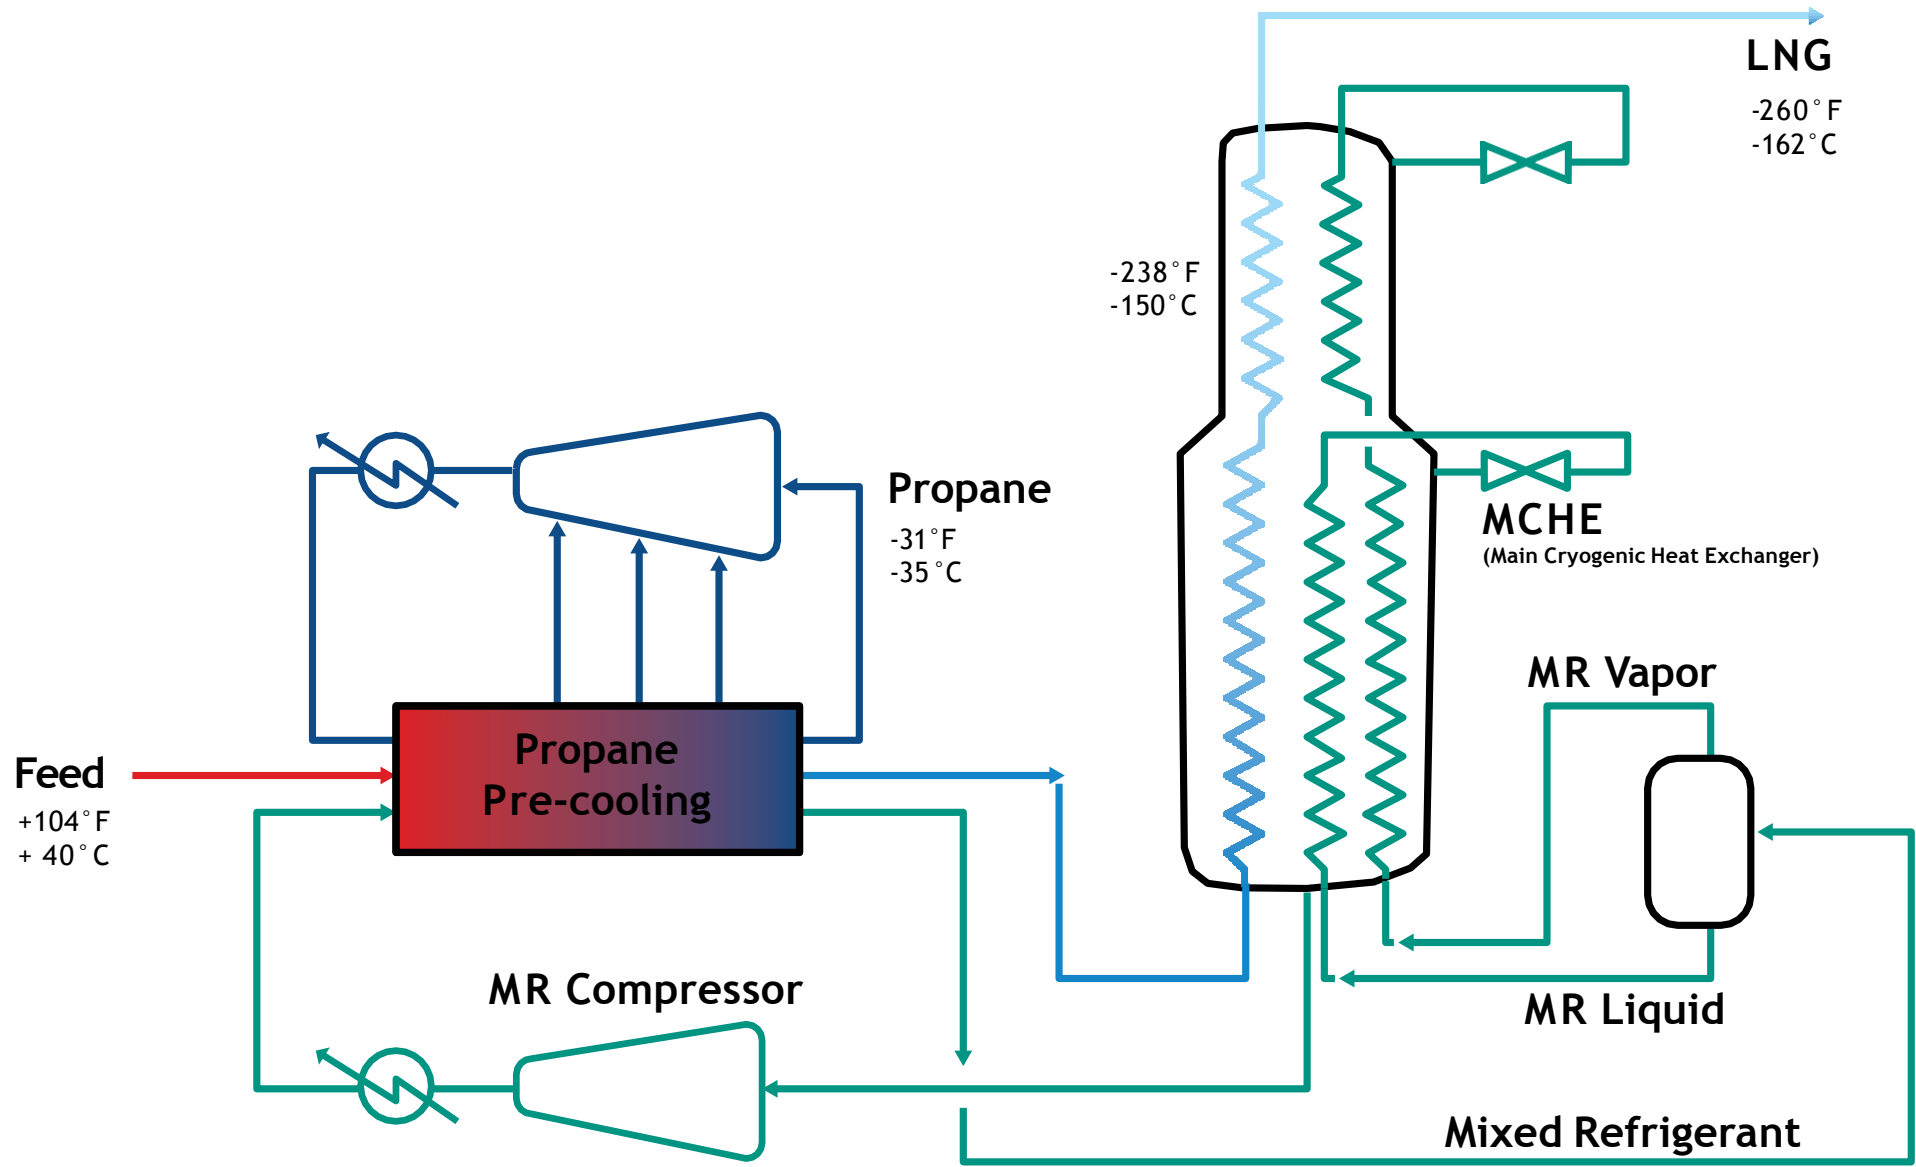 LNG
-260°F
-162°C
-238°F
-150°C
Propane
-31°F
-35°C
MCHE
(Main Cryogenic Heat Exchanger)
MR Vapor
Propane
Pre-cooling
Feed
+104°F
+ 40°C
MR Compressor
MR Liquid
Mixed Refrigerant